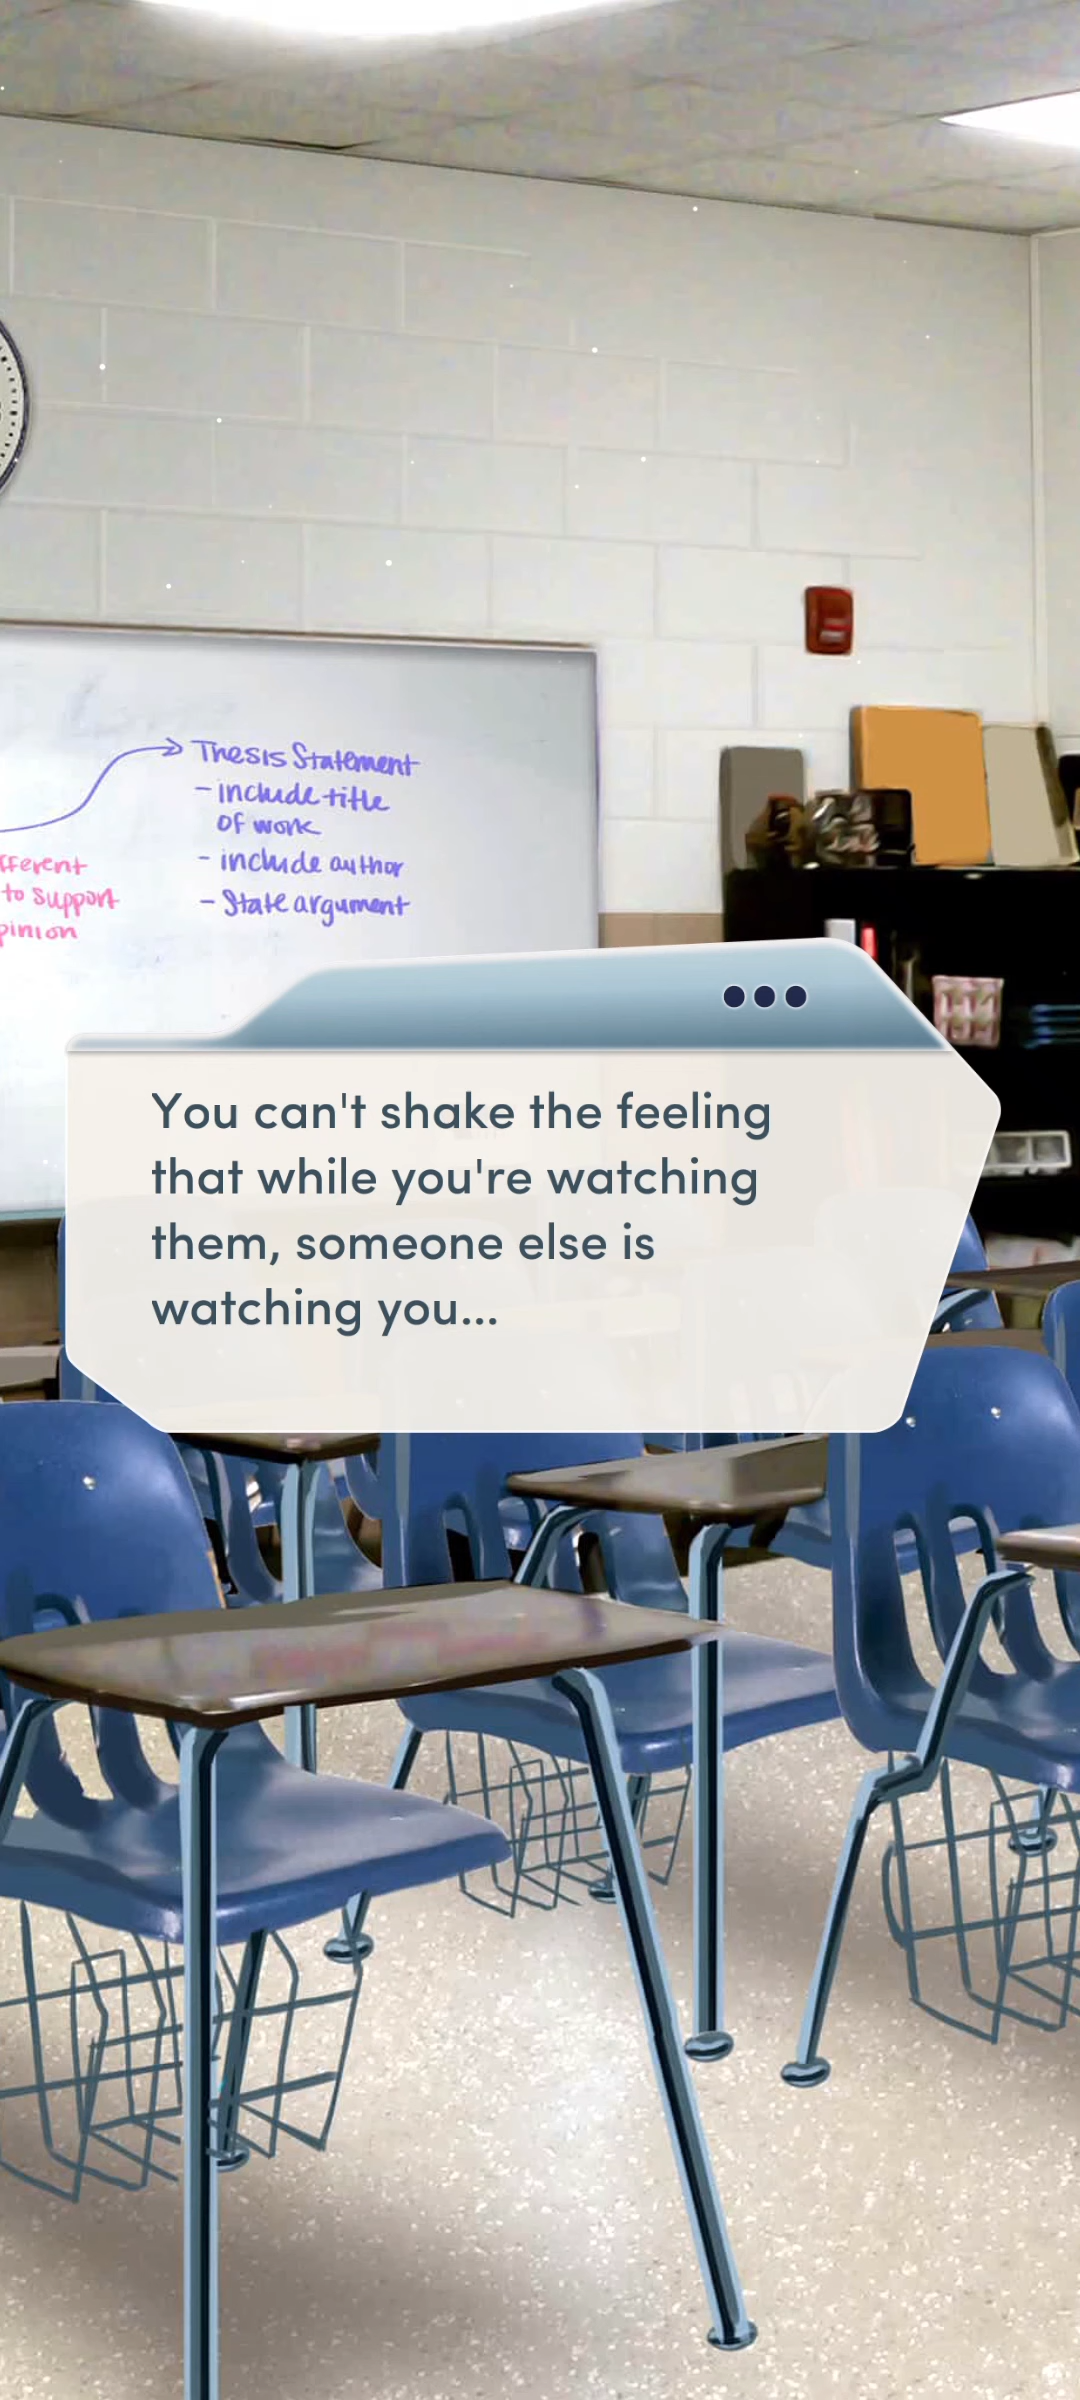 Thesis Statement
- include title
of work
- include author
- State argument
to support
You can't shake the feeling
that while you're watching
them, someone else is
watching you...